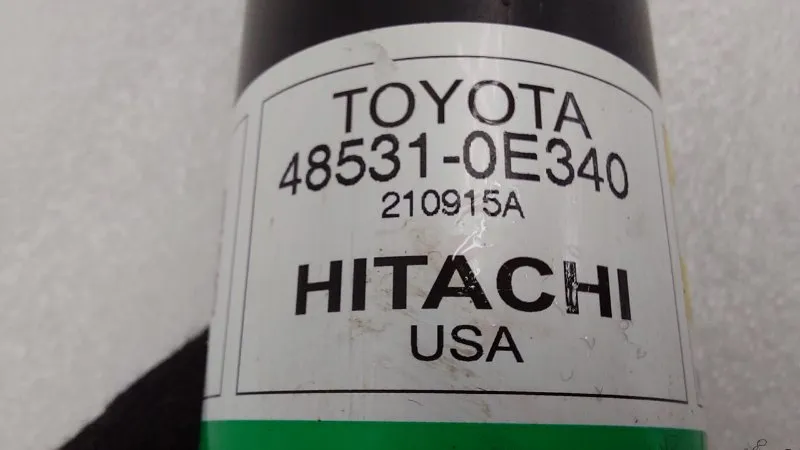 TOYOTA
48531-0E340
210915A
HITACHI
USA